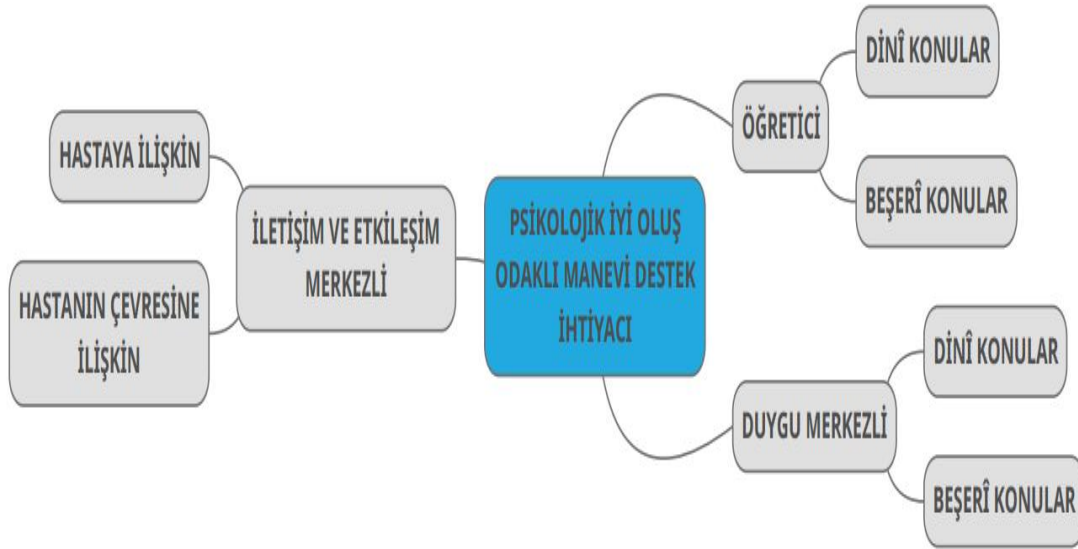 HASTAYA İLİŞKİN
HASTANIN ÇEVRESİNE
İLİŞKİN
İLETİŞİM VE ETKİLEŞİM
MERKEZLİ
PSİKOLOJİK İYİ OLUŞ
ODAKLI MANEVİ DESTEK
İHTİYACI
ÖĞRETİCİ
DİNÎ KONULAR
BEŞERÎ KONULAR
DUYGU MERKEZLİ
DİNÎ KONULAR
BEŞERÎ KONULAR